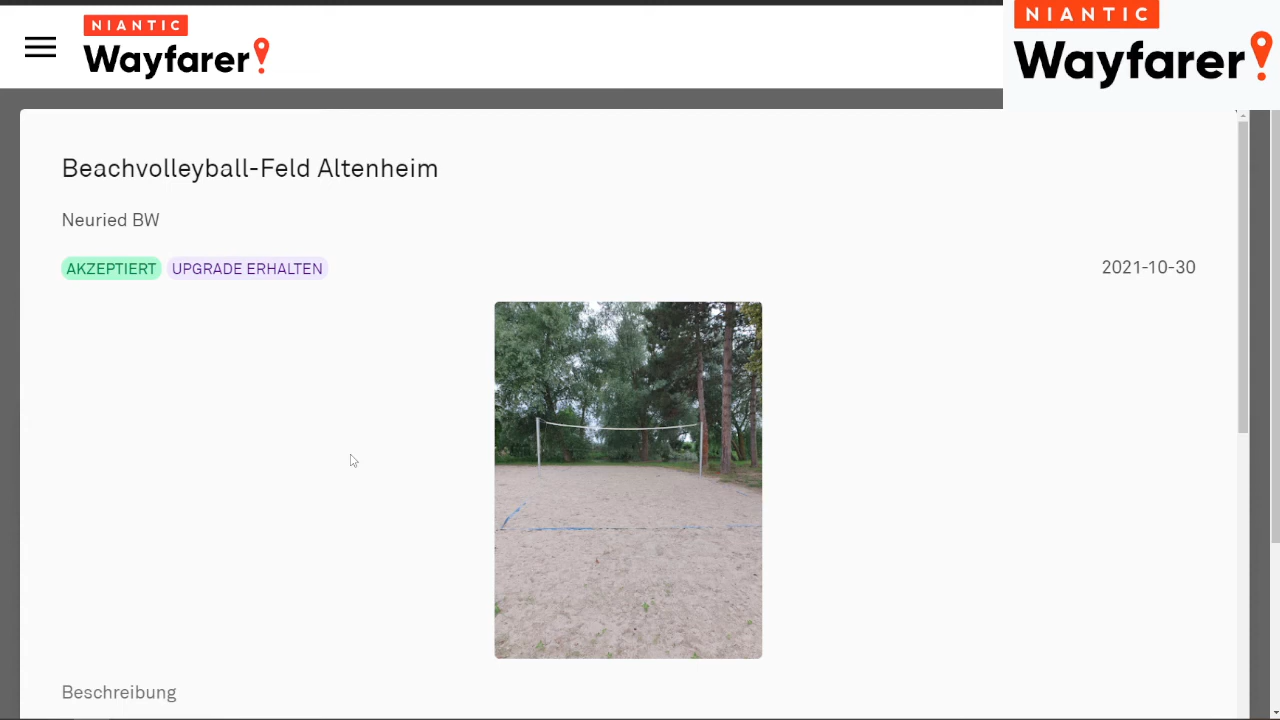 NIANTIC
Wayfarer
NIANTIC
Wayfarer
Beachvolleyball-Feld Altenheim
Neuried BW
AKZEPTIERT UPGRADE ERHALTEN
2021-10-30
Beschreibung